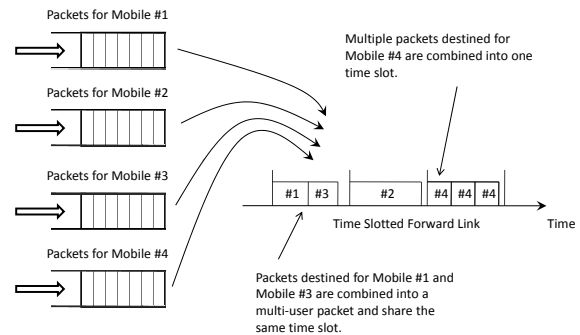 Packets for Mobile #1
Multiple packets destined for
Mobile #4 are combined into one
time slot.
Packets for Mobile #2
Packets for Mobile #3
#1 #3 #2 #4 #4 #4
Time Slotted Forward Link
Time
Packets for Mobile #4
Packets destined for Mobile #1 and
Mobile #3 are combined into a
multi-user packet and share the
same time slot.